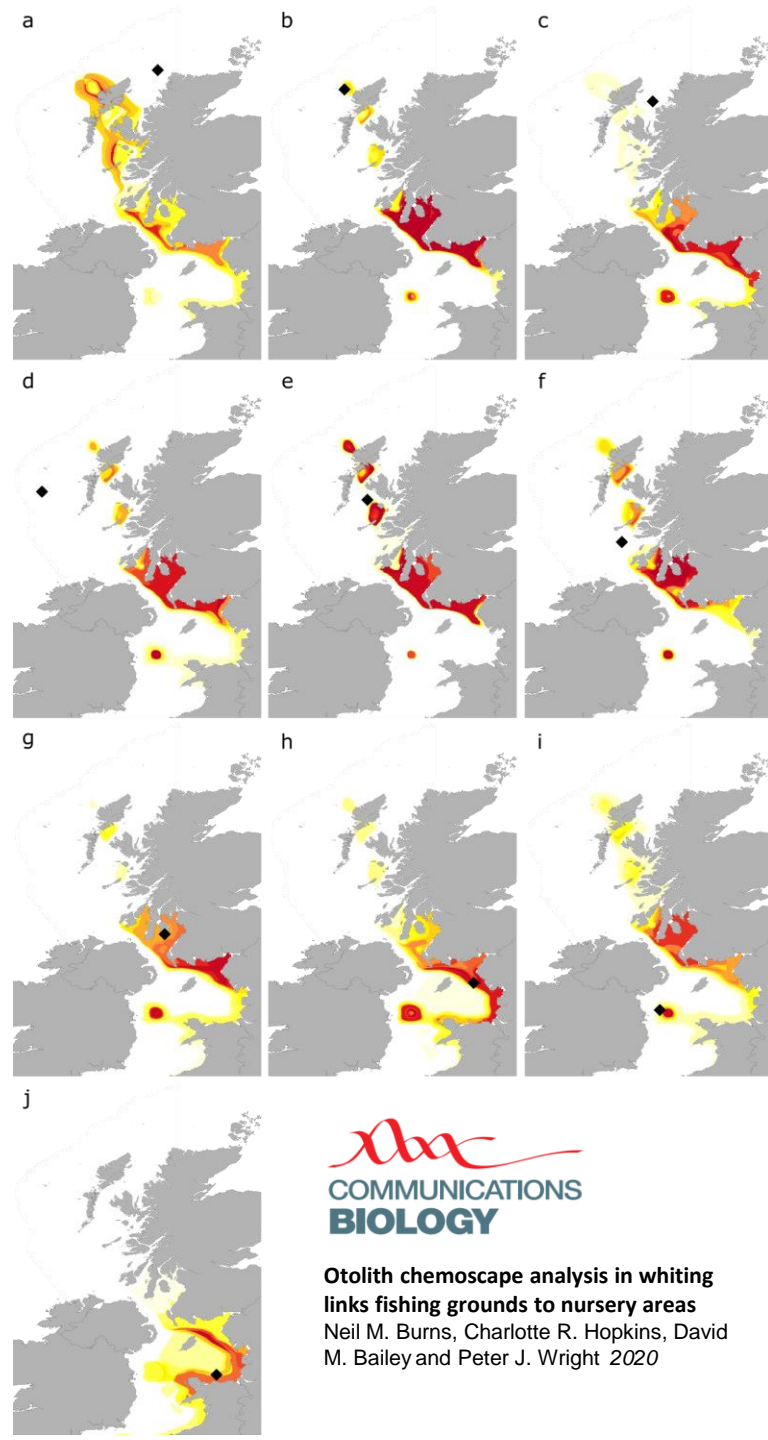 a
b
c
d
e
f
g
h
i
j
COMMUNICATIONS
BIOLOGY
Otolith chemoscape analysis in whiting
links fishing grounds to nursery areas
Neil M. Burns, Charlotte R. Hopkins, David
M. Bailey and Peter J. Wright 2020